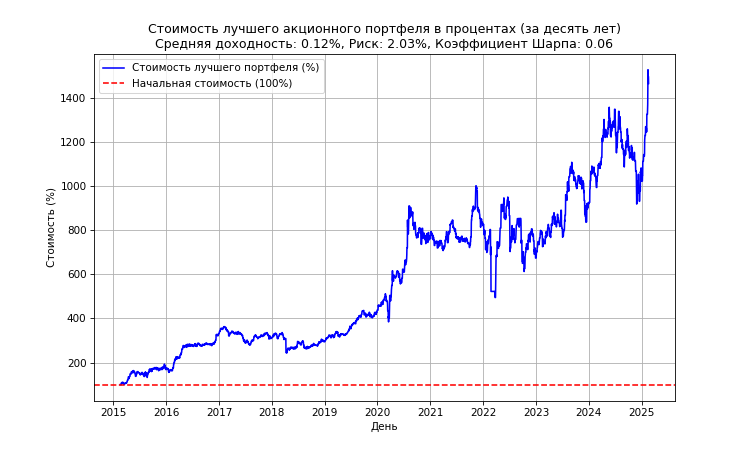 Стоимость лучшего акционного портфеля в процентах (за десять лет)
Средняя доходность: 0.12%, Риск: 2.03%, Коэффициент Шарпа: 0.06
Стоимость лучшего портфеля (%)
Начальная стоимость (100%)
Стоимость (%)
1400
1200
1000
800
600
400
200
2015 2016 2017 2018 2019 2020 2021 2022 2023 2024 2025
День